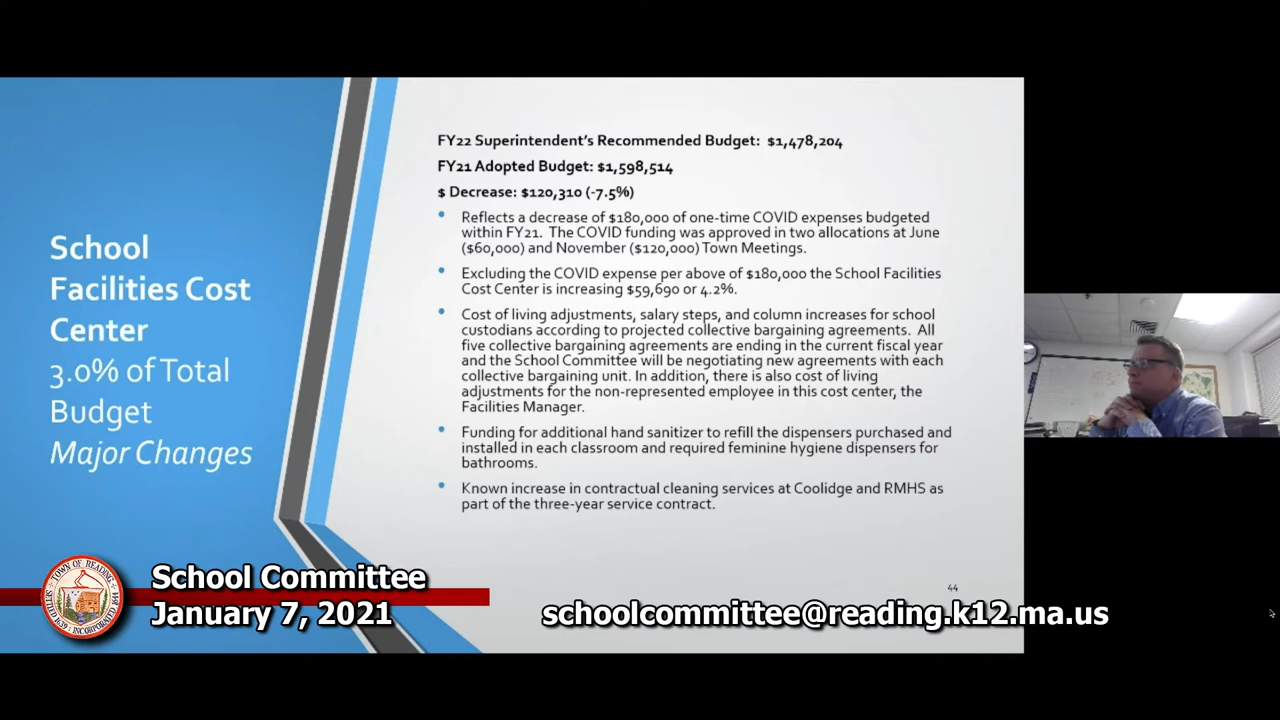 FY22 Superintendent's Recommended Budget: $1,478,204
FY21 Adopted Budget: $1,598,514
$ Decrease: $120,310 (-7.5%)
• Reflects a decrease of $180,000 of one-time COVID expenses budgeted
within FY21. The COVID funding was approved in two allocations at June
($60,000) and November ($120,000) Town Meetings.
• Excluding the COVID expense per above of $180,000 the School Facilities
Cost Center is increasing $59,690 or 4.2%.
• Cost of living adjustments, salary steps, and column increases for school
custodians according to projected collective bargaining agreements. All
five collective bargaining agreements are ending in the current fiscal year
and the School Committee will be negotiating new agreements with each
collective bargaining unit. In addition, there is also cost of living
adjustments for the non-represented employee in this cost center, the
Facilities Manager.
• Funding for additional hand sanitizer to refill the dispensers purchased and
installed in each classroom and required feminine hygiene dispensers for
bathrooms.
• Known increase in contractual cleaning services at Coolidge and RMHS as
part of the three-year service contract.
School
Facilities Cost
Center
3.0% of Total
Budget
Major Changes
44
TOWN OF READING
SETTLED 1639 INCORPORATED 1644
School Committee
January 7, 2021
schoolcommittee@reading.k12.ma.us